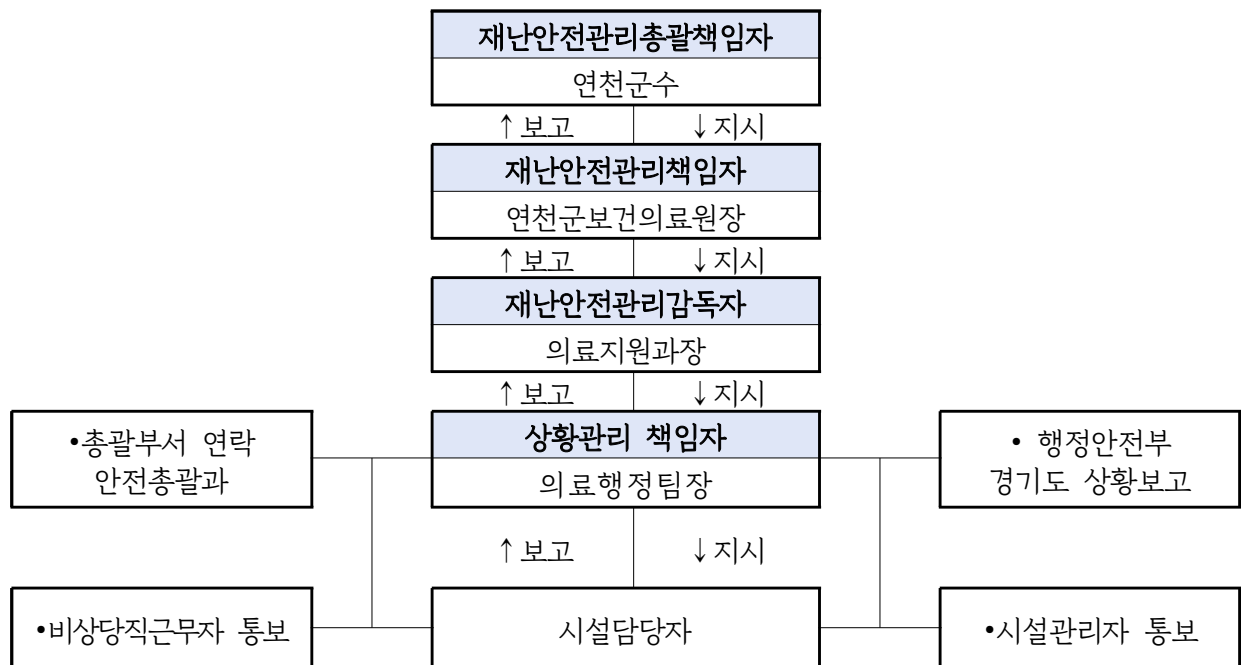 재난안전관리총괄책임자
연천군수
↑보고 ↓지시
재난안전관리책임자
연천군보건의료원장
↑보고 ↓지시
재난안전관리감독자
의료지원과장
↑보고 ↓지시
•총괄부서 연락
안전총괄과
상황관리 책임자
의료행정팀장
• 행정안전부
경기도 상황보고
↑보고 ↓지시
•비상당직근무자 통보
시설담당자
•시설관리자 통보